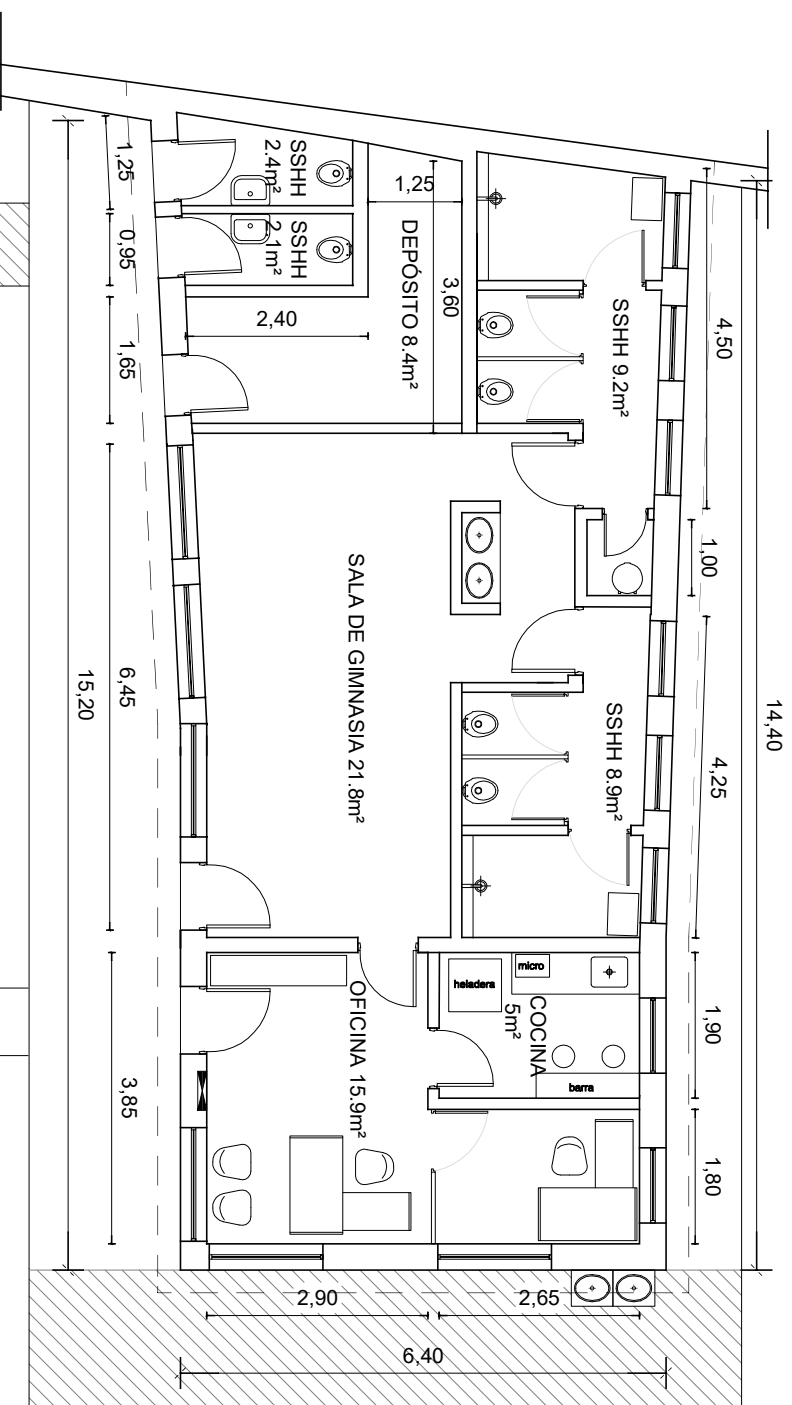 SSHH
2.4m²
SSHH
2.1m²
DEPÓSITO 8.4m²
SSHH 9.2m²
SALA DE GIMNASIA 21.8m²
SSHH 8.9m²
OFICINA 15.9m²
COCINA
5m²
heladera
micro
barra
1,25
0,95
1,65
6,45
3,85
15,20
1,25
3,60
2,40
4,50
1,00
4,25
1,90
1,80
14,40
2,90
2,65
6,40